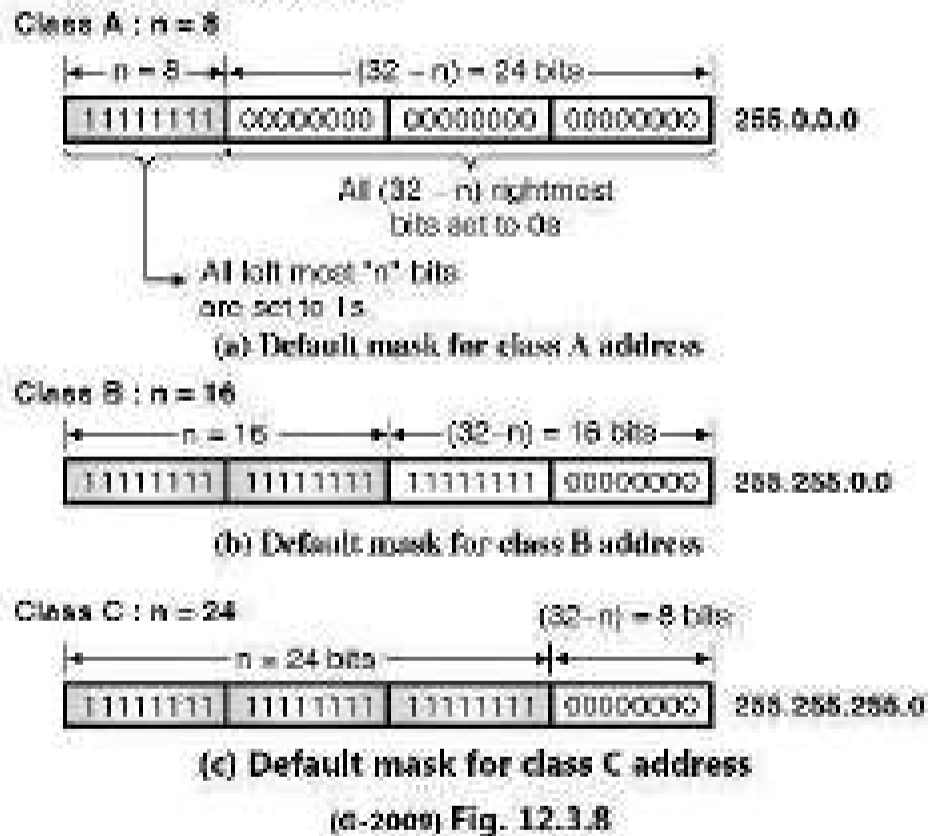 Class A : n = 8
n = 8 (32 – n) = 24 bits
11111111 00000000 00000000 00000000 255.0.0.0
All (32 – n) rightmost
bits set to 0s
All left most "n" bits
are set to 1s
(a) Default mask for class A address
Class B : n = 16
n = 16 (32–n) = 16 bits
11111111 11111111 11111111 00000000 255.255.0.0
(b) Default mask for class B address
Class C : n = 24
(32–n) = 8 bits
n = 24 bits
11111111 11111111 11111111 00000000 255.255.255.0
(c) Default mask for class C address
(G-2009) Fig. 12.3.8